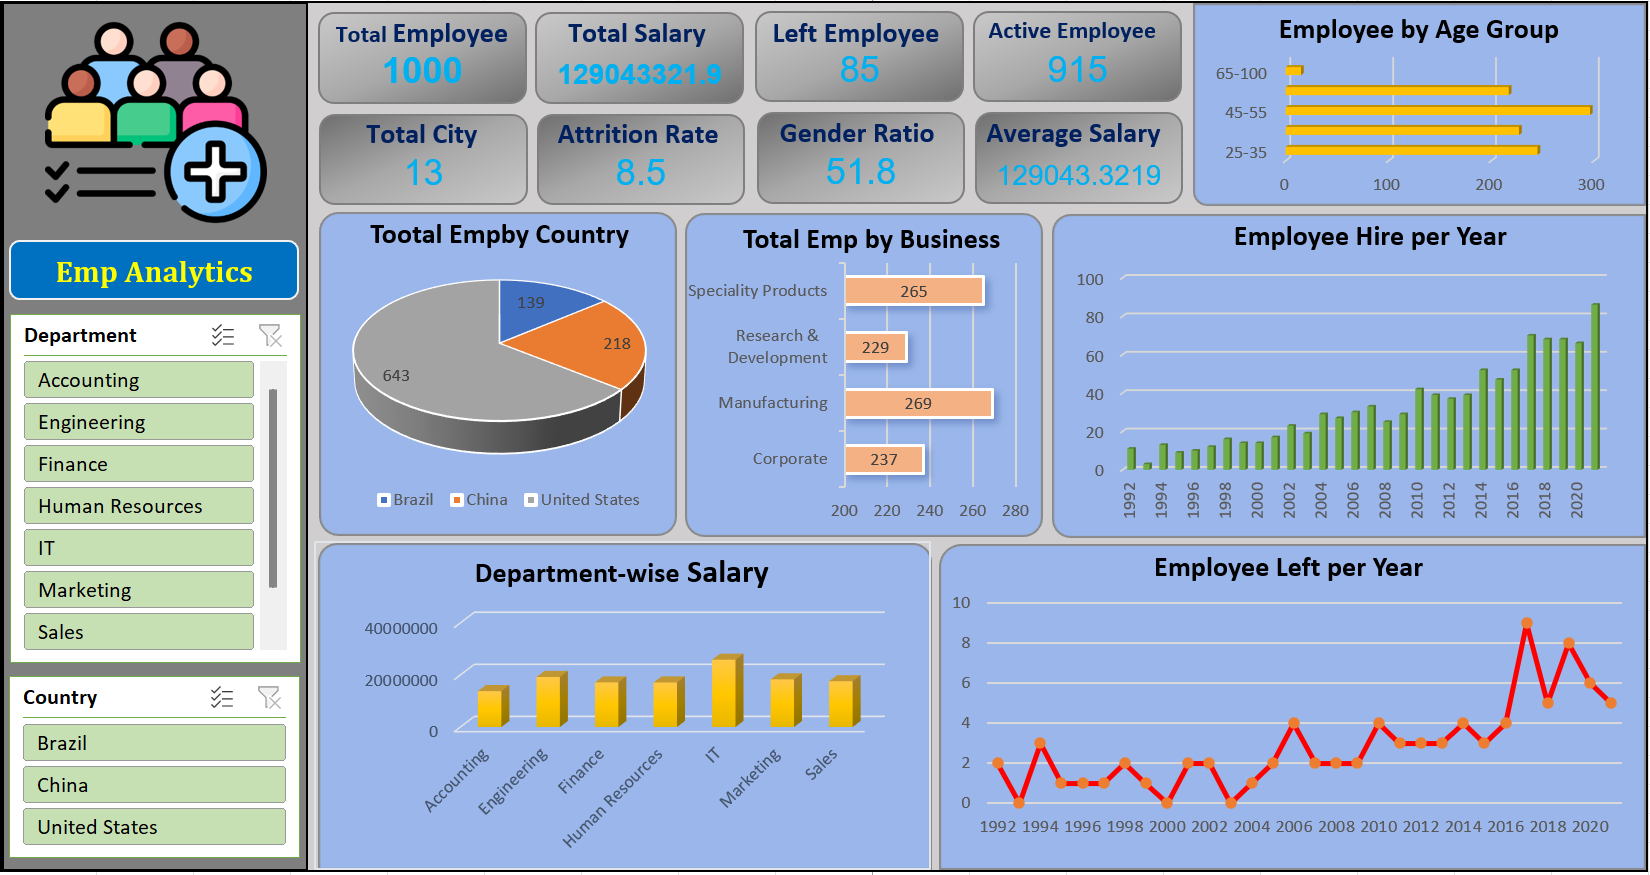 Emp Analytics
Department
Accounting
Engineering
Finance
Human Resources
IT
Marketing
Sales
Country
Brazil
China
United States
Total Employee
1000
Total Salary
129043321.9
Left Employee
85
Active Employee
915
Total City
13
Attrition Rate
8.5
Gender Ratio
51.8
Average Salary
129043.3219
Employee by Age Group
65-100
45-55
25-35
0 100 200 300
Tootal Empby Country
139
218
643
Brazil China United States
Total Emp by Business
Speciality Products 265
Research &
Development
229
Manufacturing 269
Corporate 237
200 220 240 260 280
Employee Hire per Year
100
80
60
40
20
0
1992 1994 1996 1998 2000 2002 2004 2006 2008 2010 2012 2014 2016 2018 2020
Department-wise Salary
40000000
20000000
0
Accounting Engineering Finance Human Resources IT Marketing Sales
Employee Left per Year
10
8
6
4
2
0
1992 1994 1996 1998 2000 2002 2004 2006 2008 2010 2012 2014 2016 2018 2020